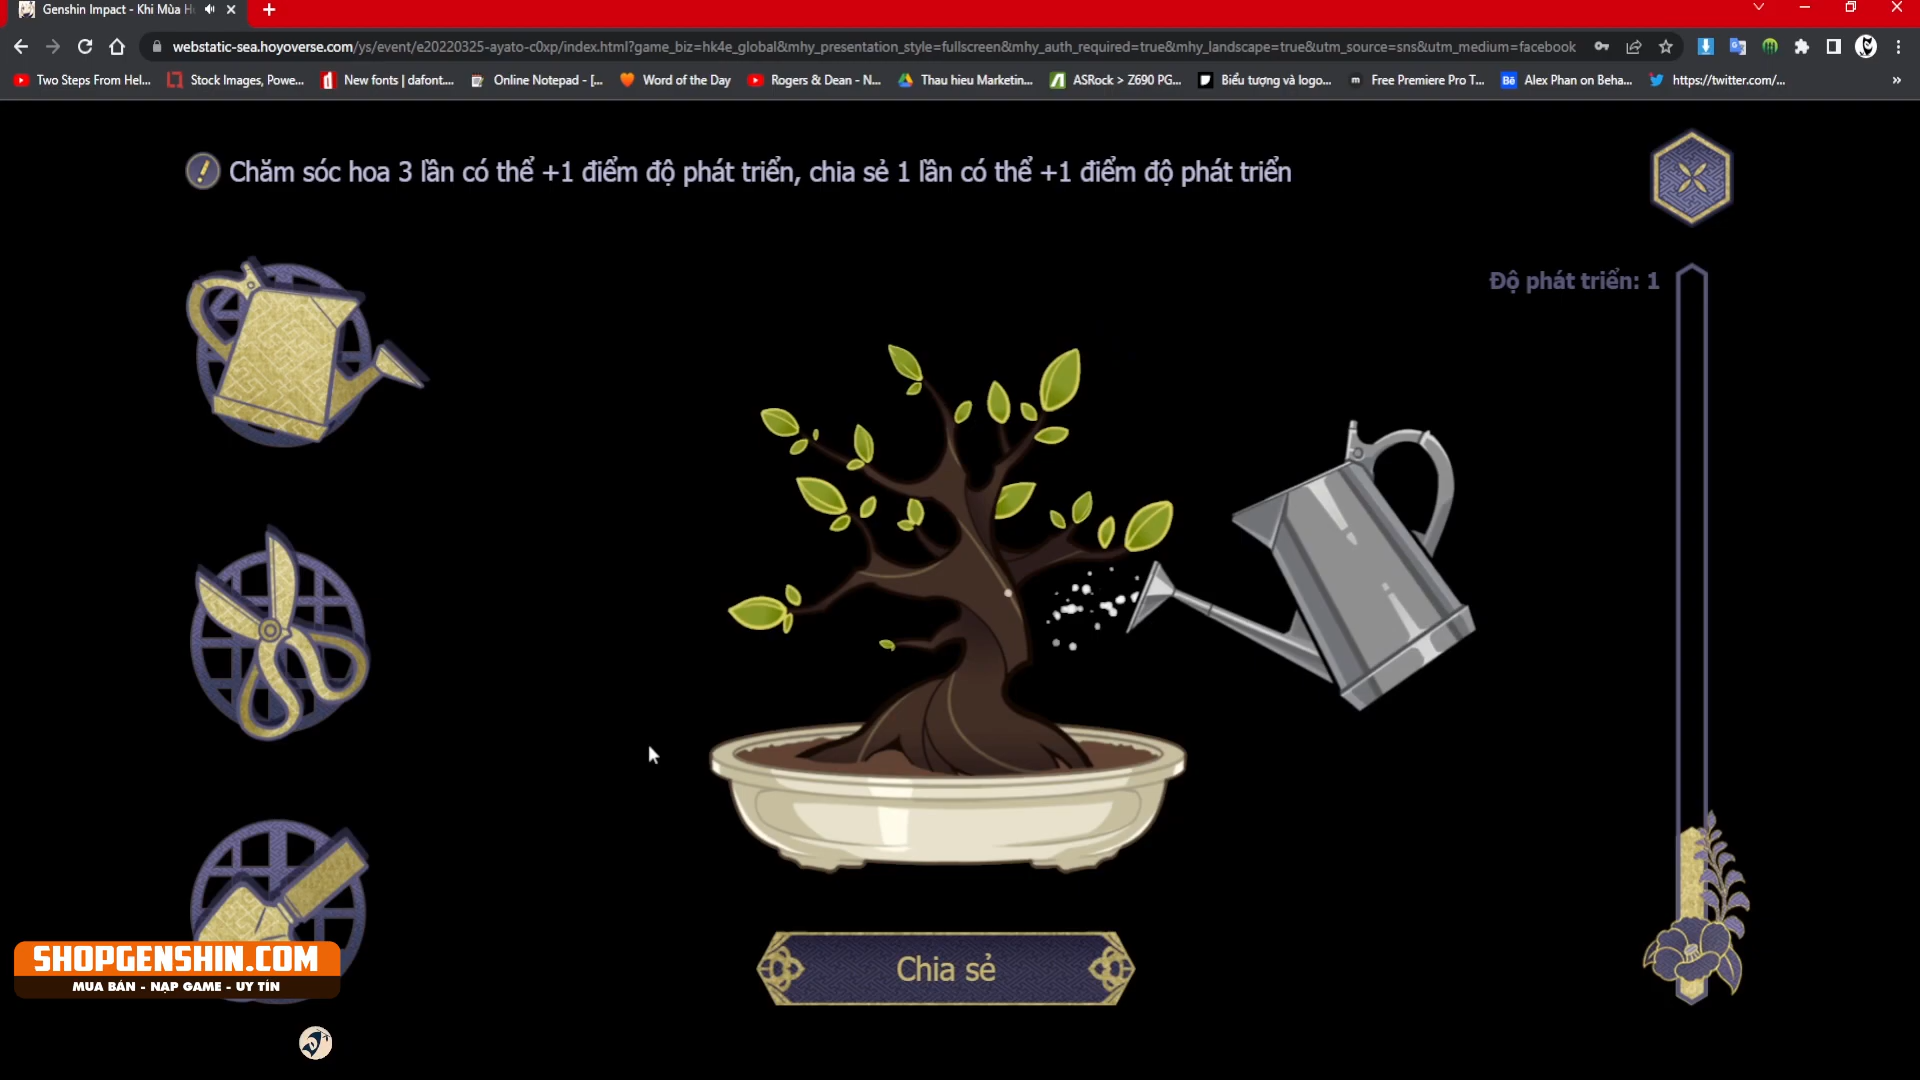 Genshin Impact - Khi Mùa H
webstatic-sea.hoyoverse.com/ys/event/e20220325-ayato-c0xp/index.html?game_biz=hk4e_global&mhy_presentation_style=fullscreen&mhy_auth_required=true&mhy_landscape=true&utm_source=sns&utm_medium=facebook
Two Steps From Hel... Stock Images, Powe... New fonts | dafont.... Online Notepad - [... Word of the Day Rogers & Dean - N... Thau hieu Marketin... ASRock > Z690 PG... Biểu tượng và logo... Free Premiere Pro T... Alex Phan on Beha... https://twitter.com/... »
Chăm sóc hoa 3 lần có thể +1 điểm độ phát triển, chia sẻ 1 lần có thể +1 điểm độ phát triển
Độ phát triển: 1
SHOPGENSHIN.COM
MUA BÁN - NẠP GAME - UY TÍN
Chia sẻ